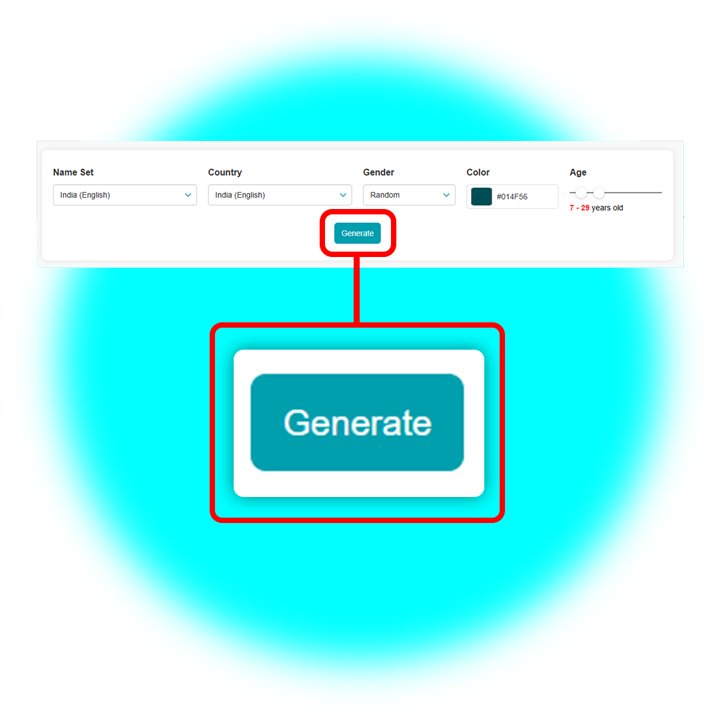 Name Set Country Gender Color Age
India (English) India (English) Random #014F56
7 - 29 years old
Generate
Generate